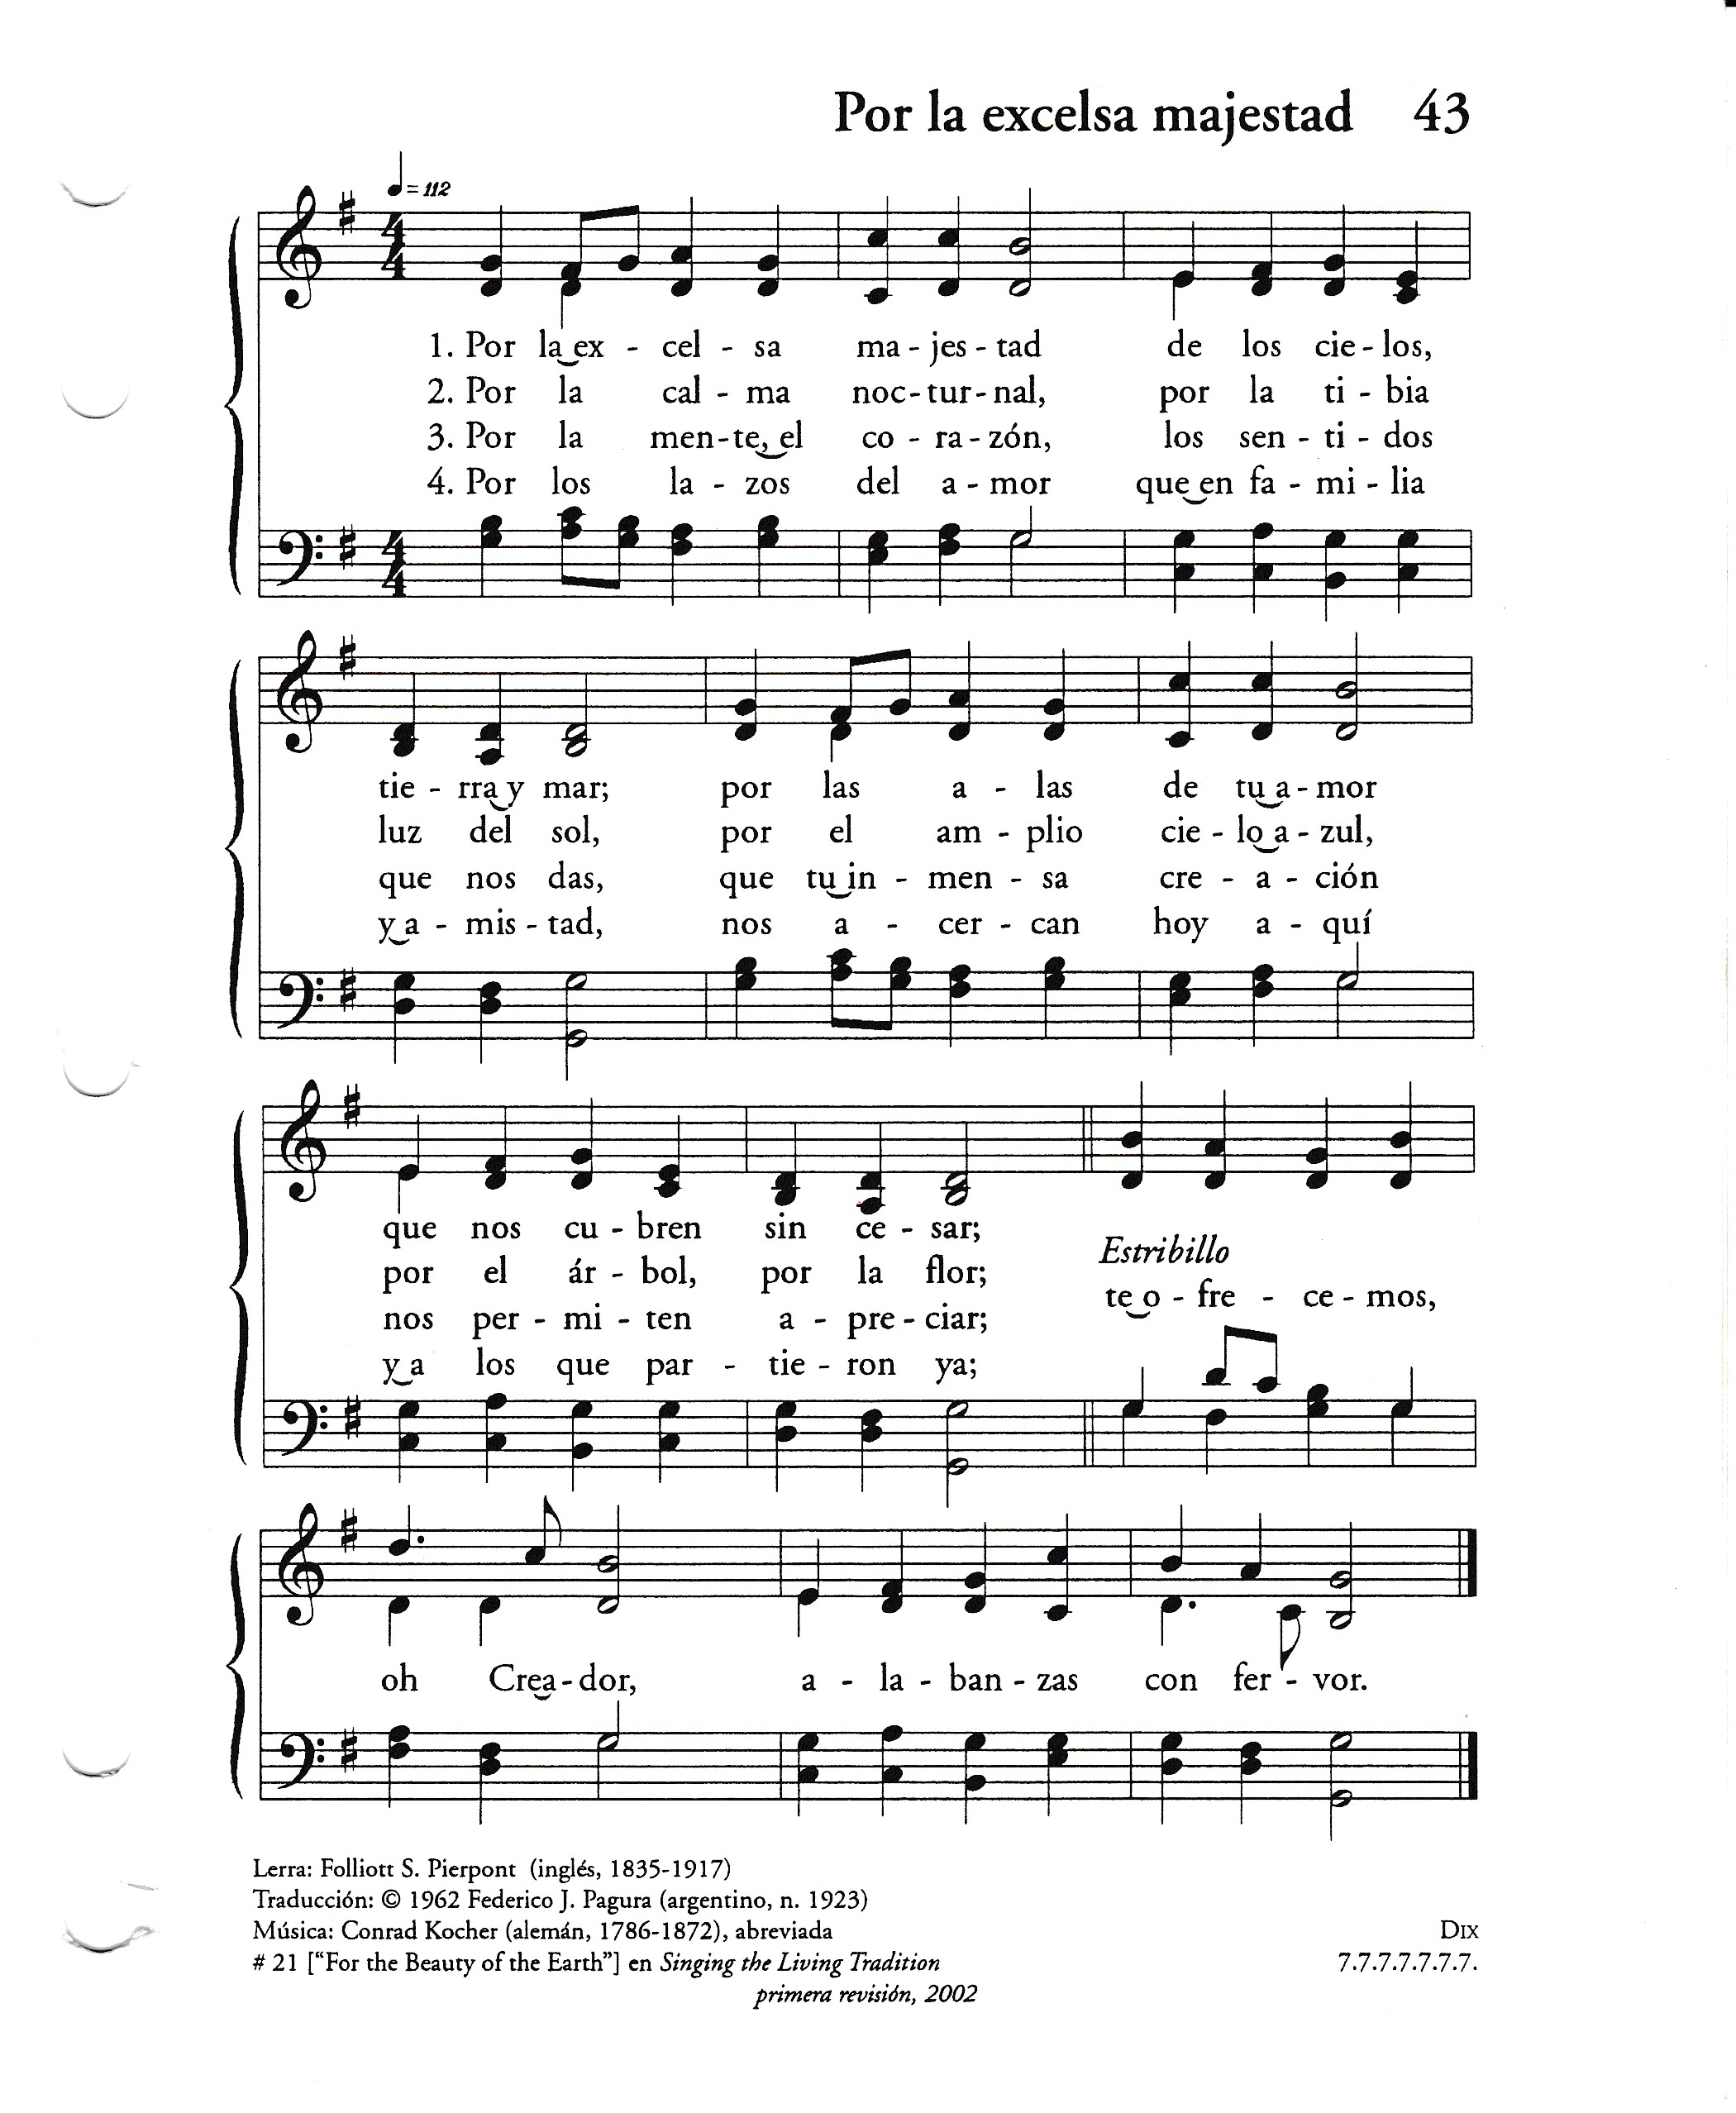 Por la excelsa majestad 43
= 112
4 4
1. Por la ex - cel - sa ma - jes - tad de los cie - los,
2. Por la cal - ma noc - tur - nal, por la ti - bia
3. Por la men - te, el co - ra - zón, los sen - ti - dos
4. Por los la - zos del a - mor que en fa - mi - lia
4 4
tie - rra y mar; por las a - las de tu a - mor
luz del sol, por el am - plio cie - lo a - zul,
que nos das, que tu in - men - sa cre - a - ción
y a - mis - tad, nos a - cer - can hoy a - quí
que nos cu - bren sin ce - sar;
por el ár - bol, por la flor;
nos per - mi - ten a - pre - ciar;
y a los que par - tie - ron ya;
Estribillo
te o - fre - ce - mos,
oh Crea - dor, a - la - ban - zas con fer - vor.
Lerra: Folliott S. Pierpont (inglés, 1835-1917)
Traducción: © 1962 Federico J. Pagura (argentino, n. 1923)
Música: Conrad Kocher (alemán, 1786-1872), abreviada DIX
# 21 [“For the Beauty of the Earth”] en Singing the Living Tradition 7.7.7.7.7.7.7.
primera revisión, 2002